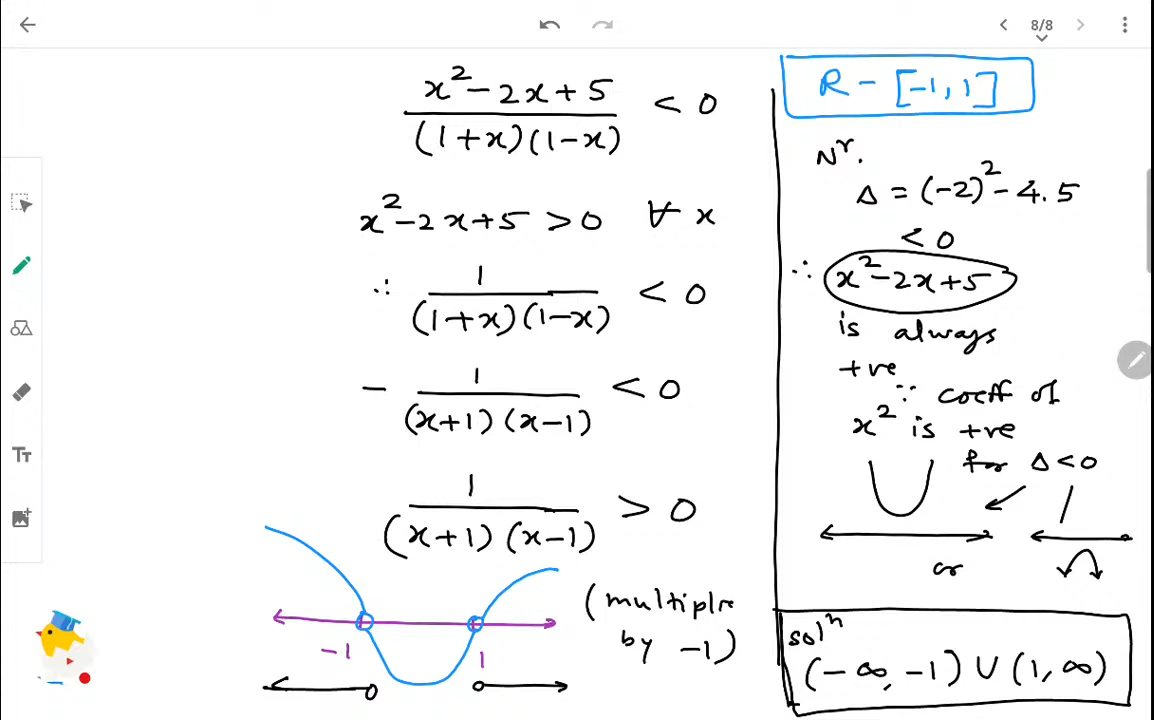 8/8
x² - 2x + 5 / (1+x)(1-x) < 0
x² - 2x + 5 > 0 ∀ x
∴ 1 / (1+x)(1-x) < 0
- 1 / (x+1)(x-1) < 0
1 / (x+1)(x-1) > 0
(multiple
by -1)
-1 1
R - [-1, 1]
Nʳ.
Δ = (-2)² - 4.5
< 0
∴ x² - 2x + 5
is always
+ve
∵ coeff of
x² is +ve
for Δ < 0
or
solⁿ
(-∞, -1) ∪ (1, ∞)
Tт